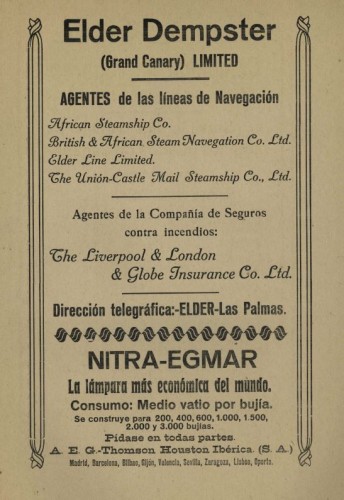 Elder Dempster
(Grand Canary) LIMITED
AGENTES de las líneas de Navegación
African Steamship Co.
British & African Steam Navegation Co. Ltd.
Elder Line Limited.
The Unión-Castle Mail Steamship Co., Ltd.
Agentes de la Compañía de Seguros
contra incendios:
The Liverpool & London
& Globe Insurance Co. Ltd.
Dirección telegráfica:-ELDER-Las Palmas.
NITRA-EGMAR
La lámpara más económica del mundo.
Consumo: Medio vatio por bujía.
Se construye para 200, 400, 600, 1.000, 1.500,
2.000 y 3.000 bujías.
Pídase en todas partes.
A. E. G.-Thomson Houston Ibérica. (S. A.)
Madrid, Barcelona, Bilbao, Gijón, Valencia, Sevilla, Zaragoza, Lisboa, Oporto.